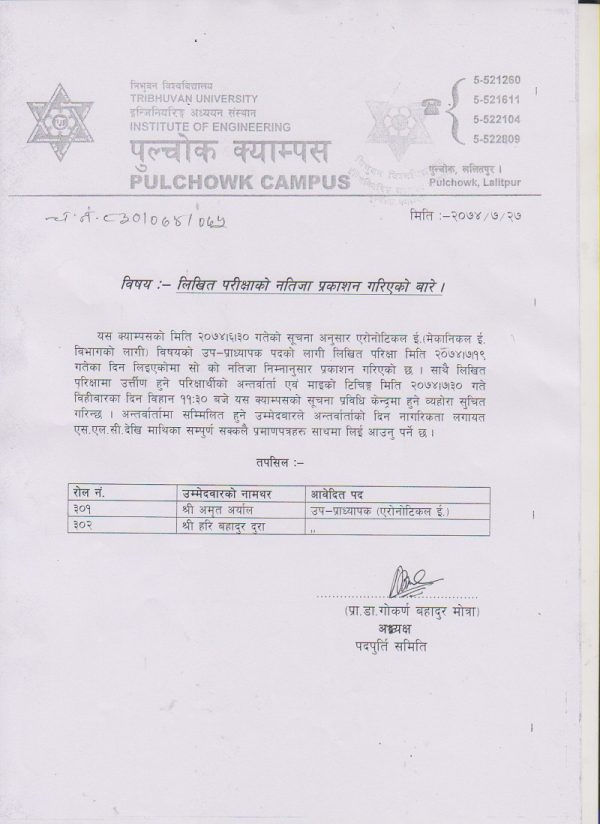 त्रिभुवन विश्वविद्यालय
TRIBHUVAN UNIVERSITY
इन्जिनियरिङ्ग अध्ययन संस्थान
INSTITUTE OF ENGINEERING
पुल्चोक क्याम्पस
PULCHOWK CAMPUS
5-521260
5-521611
5-522104
5-522809
पुल्चोक, ललितपुर ।
Pulchowk, Lalitpur
मिति :–२०७४/७/२७
विषय :– लिखित परीक्षाको नतिजा प्रकाशन गरिएको बारे ।
यस क्याम्पसको मिति २०७४।६।३० गतेको सूचना अनुसार एरोनोटिकल ई.(मेकानिकल ई.
बिभागको लागी) विषयको उप-प्राध्यापक पदको लागी लिखित परिक्षा मिति २०७४।७।१९
गतेका दिन लिइएकोमा सो को नतिजा निम्नानुसार प्रकाशन गरिएको छ । साथै लिखित
परिक्षामा उर्त्तीण हुने परिक्षार्थीको अन्तर्वार्ता एवं माइको टिचिङ्ग मिति २०७४।७।३० गते
विहीवारका दिन विहान ११:३० बजे यस क्याम्पसको सूचना प्रविधि केन्द्रमा हुने व्यहोरा सुचित
गरिन्छ । अन्तर्वार्तामा सम्मिलित हुने उम्मेदबारले अन्तर्वार्ताको दिन नागरिकता लगायत
एस.एल.सी.देखि माथिका सम्पुर्ण सक्कलै प्रमाणपत्रहरु साथमा लिई आउनु पर्ने छ ।
तपसिल :–
रोल नं. उम्मेदबारको नामथर आवेदित पद
३०१ श्री अमृत अर्याल उप-प्राध्यापक (एरोनोटिकल ई.)
३०२ श्री हरि बहादुर दुरा ,,
(प्रा.डा.गोकर्ण बहादुर मोत्रा)
अध्यक्ष
पदपुर्ति समिति